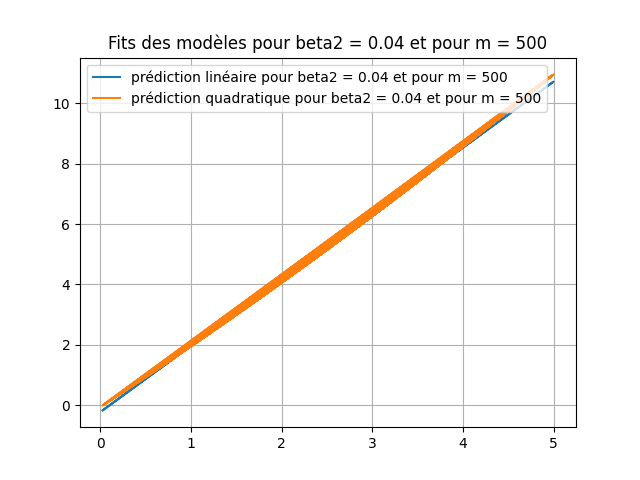 Fits des modèles pour beta2 = 0.04 et pour m = 500
prédiction linéaire pour beta2 = 0.04 et pour m = 500
prédiction quadratique pour beta2 = 0.04 et pour m = 500
10
8
6
4
2
0
0 1 2 3 4 5